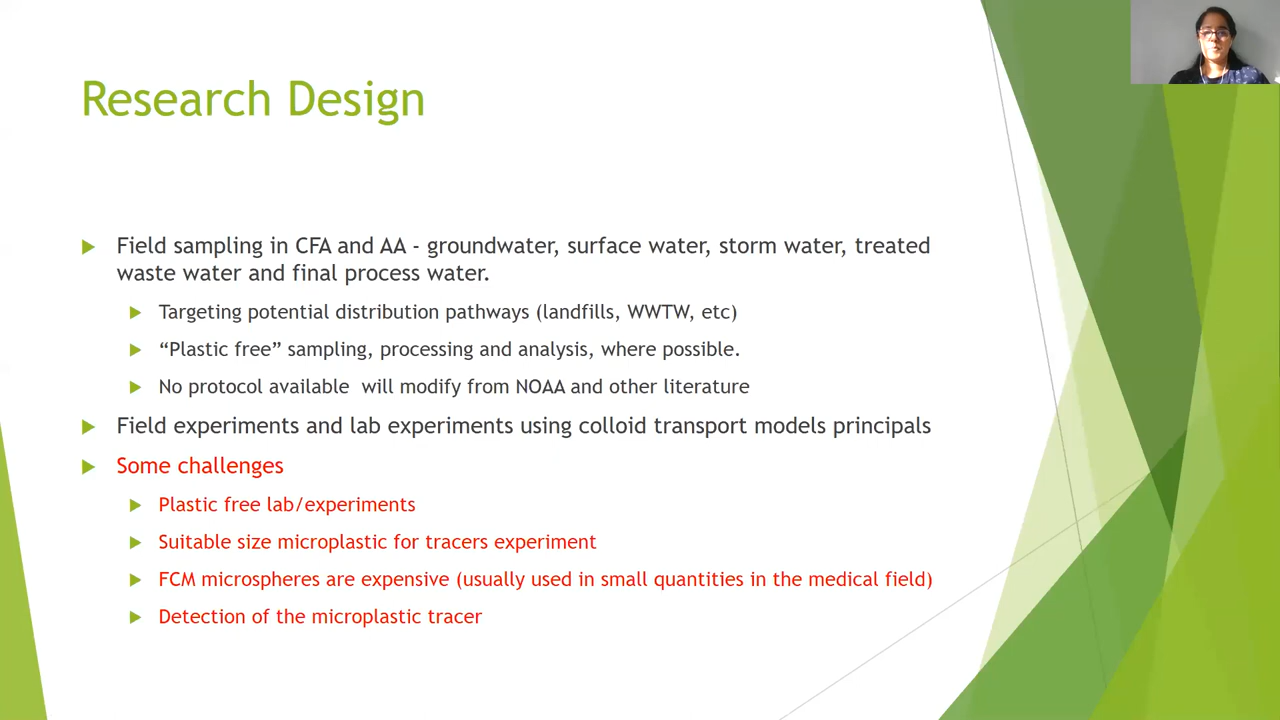 Research Design
Field sampling in CFA and AA - groundwater, surface water, storm water, treated
waste water and final process water.
Targeting potential distribution pathways (landfills, WWTW, etc)
“Plastic free” sampling, processing and analysis, where possible.
No protocol available  will modify from NOAA and other literature
Field experiments and lab experiments using colloid transport models principals
Some challenges
Plastic free lab/experiments
Suitable size microplastic for tracers experiment
FCM microspheres are expensive (usually used in small quantities in the medical field)
Detection of the microplastic tracer